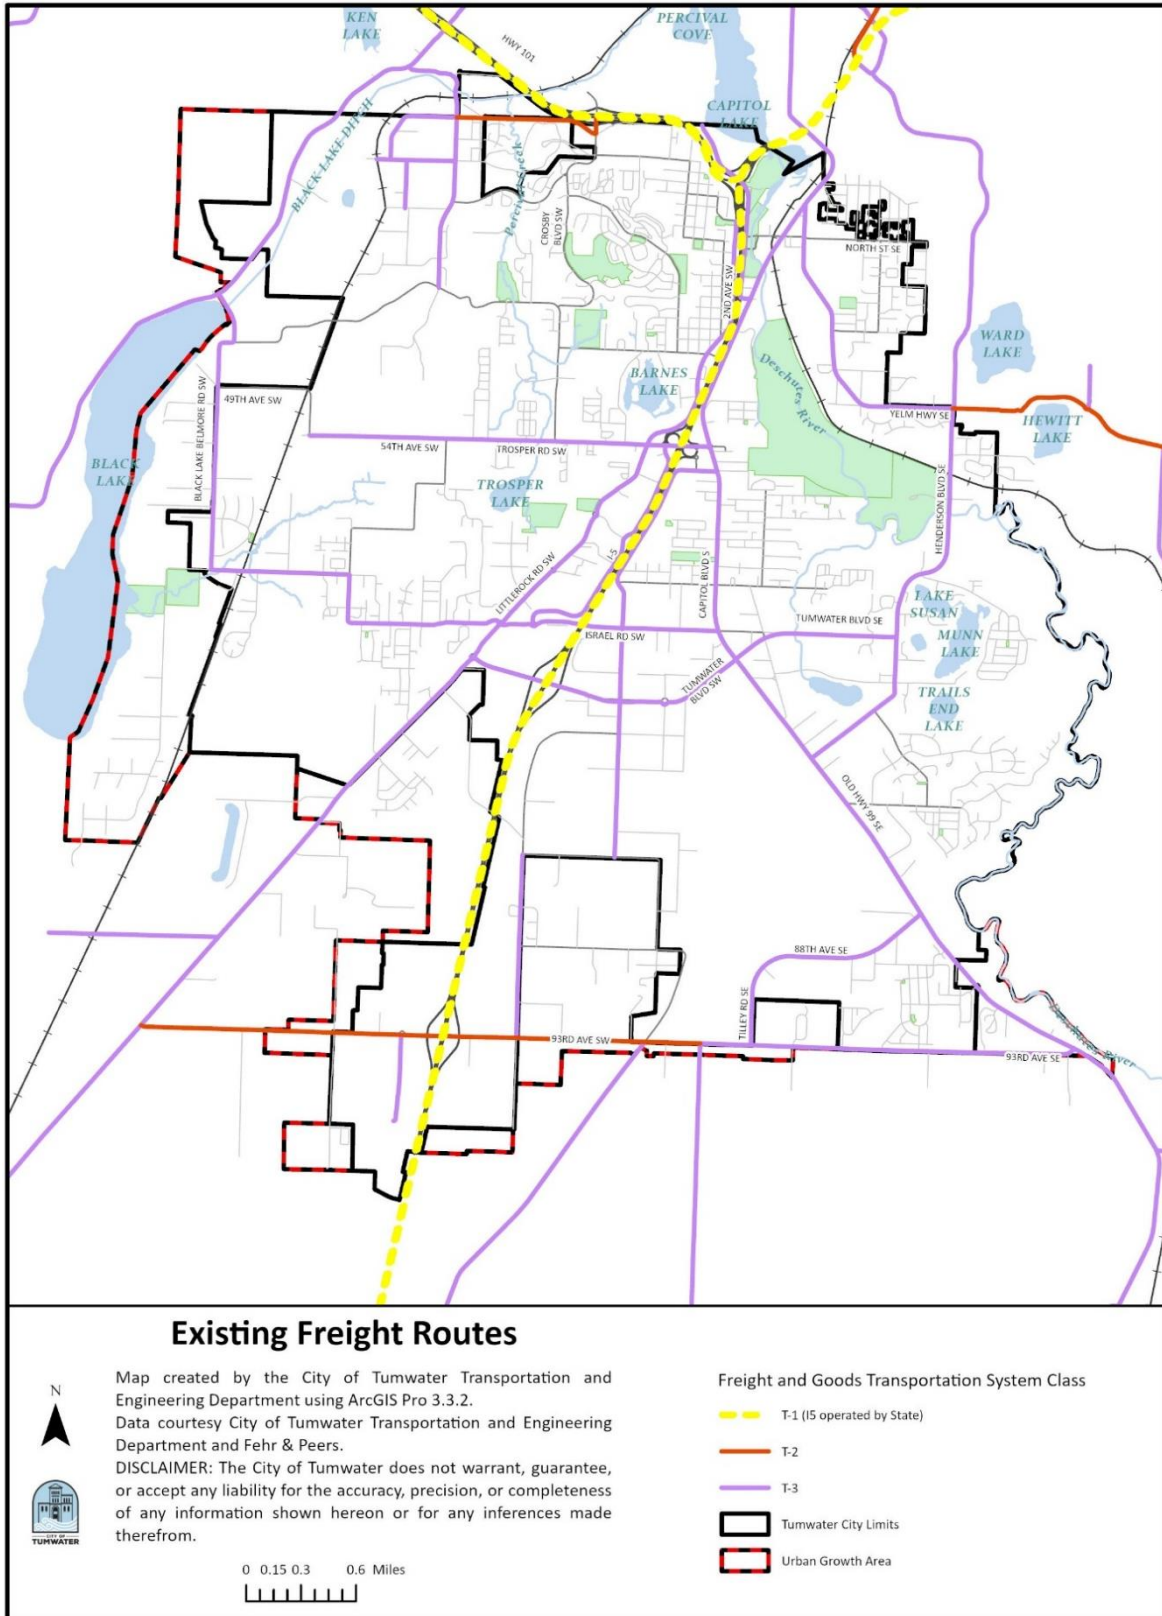 KEN
LAKE
PERCIVAL
COVE
HWY 101
CAPITOL
LAKE
BLACK LAKE DITCH
Percival Creek
CROSBY
BLVD SW
NORTH ST SE
2ND AVE SW
WARD
LAKE
Deschutes River
BARNES
LAKE
BLACK LAKE BELMORE RD SW
49TH AVE SW
YELM HWY SE
HEWITT
LAKE
54TH AVE SW
TROSPER RD SW
BLACK
LAKE
TROSPER
LAKE
HENDERSON BLVD SE
I-5
LITTLEROCK RD SW
CAPITOL BLVD S
LAKE
SUSAN
TUMWATER BLVD SE
MUNN
LAKE
ISRAEL RD SW
TUMWATER
BLVD SW
TRAILS
END
LAKE
OLD HWY 99 SE
88TH AVE SE
TILLEY RD SE
93RD AVE SW
93RD AVE SE
Deschutes River
Existing Freight Routes
N
CITY OF
TUMWATER
Map created by the City of Tumwater Transportation and
Engineering Department using ArcGIS Pro 3.3.2.
Data courtesy City of Tumwater Transportation and Engineering
Department and Fehr & Peers.
DISCLAIMER: The City of Tumwater does not warrant, guarantee,
or accept any liability for the accuracy, precision, or completeness
of any information shown hereon or for any inferences made
therefrom.
0 0.15 0.3 0.6 Miles
Freight and Goods Transportation System Class
T-1 (I5 operated by State)
T-2
T-3
Tumwater City Limits
Urban Growth Area